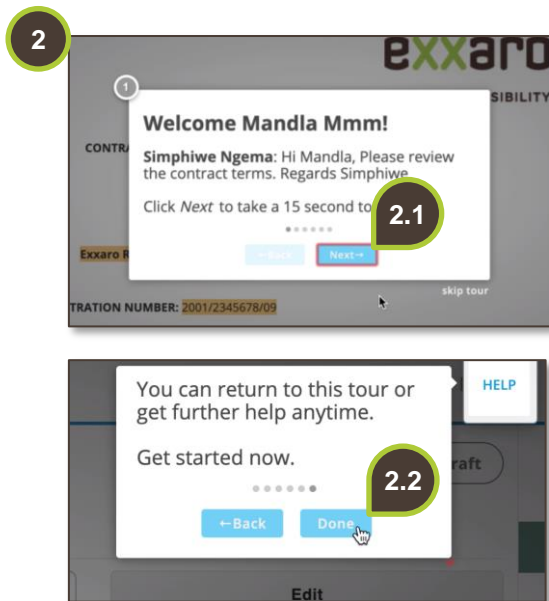 2
exxaro
SIBILITY
1
Welcome Mandla Mmm!
CONTRA
Simphiwe Ngema: Hi Mandla, Please review
the contract terms. Regards Simphiwe
Click Next to take a 15 second to
2.1
Exxaro R
←Back Next→
skip tour
TRATION NUMBER: 2001/2345678/09
You can return to this tour or
get further help anytime.
HELP
Get started now.
raft
2.2
←Back Done
Edit